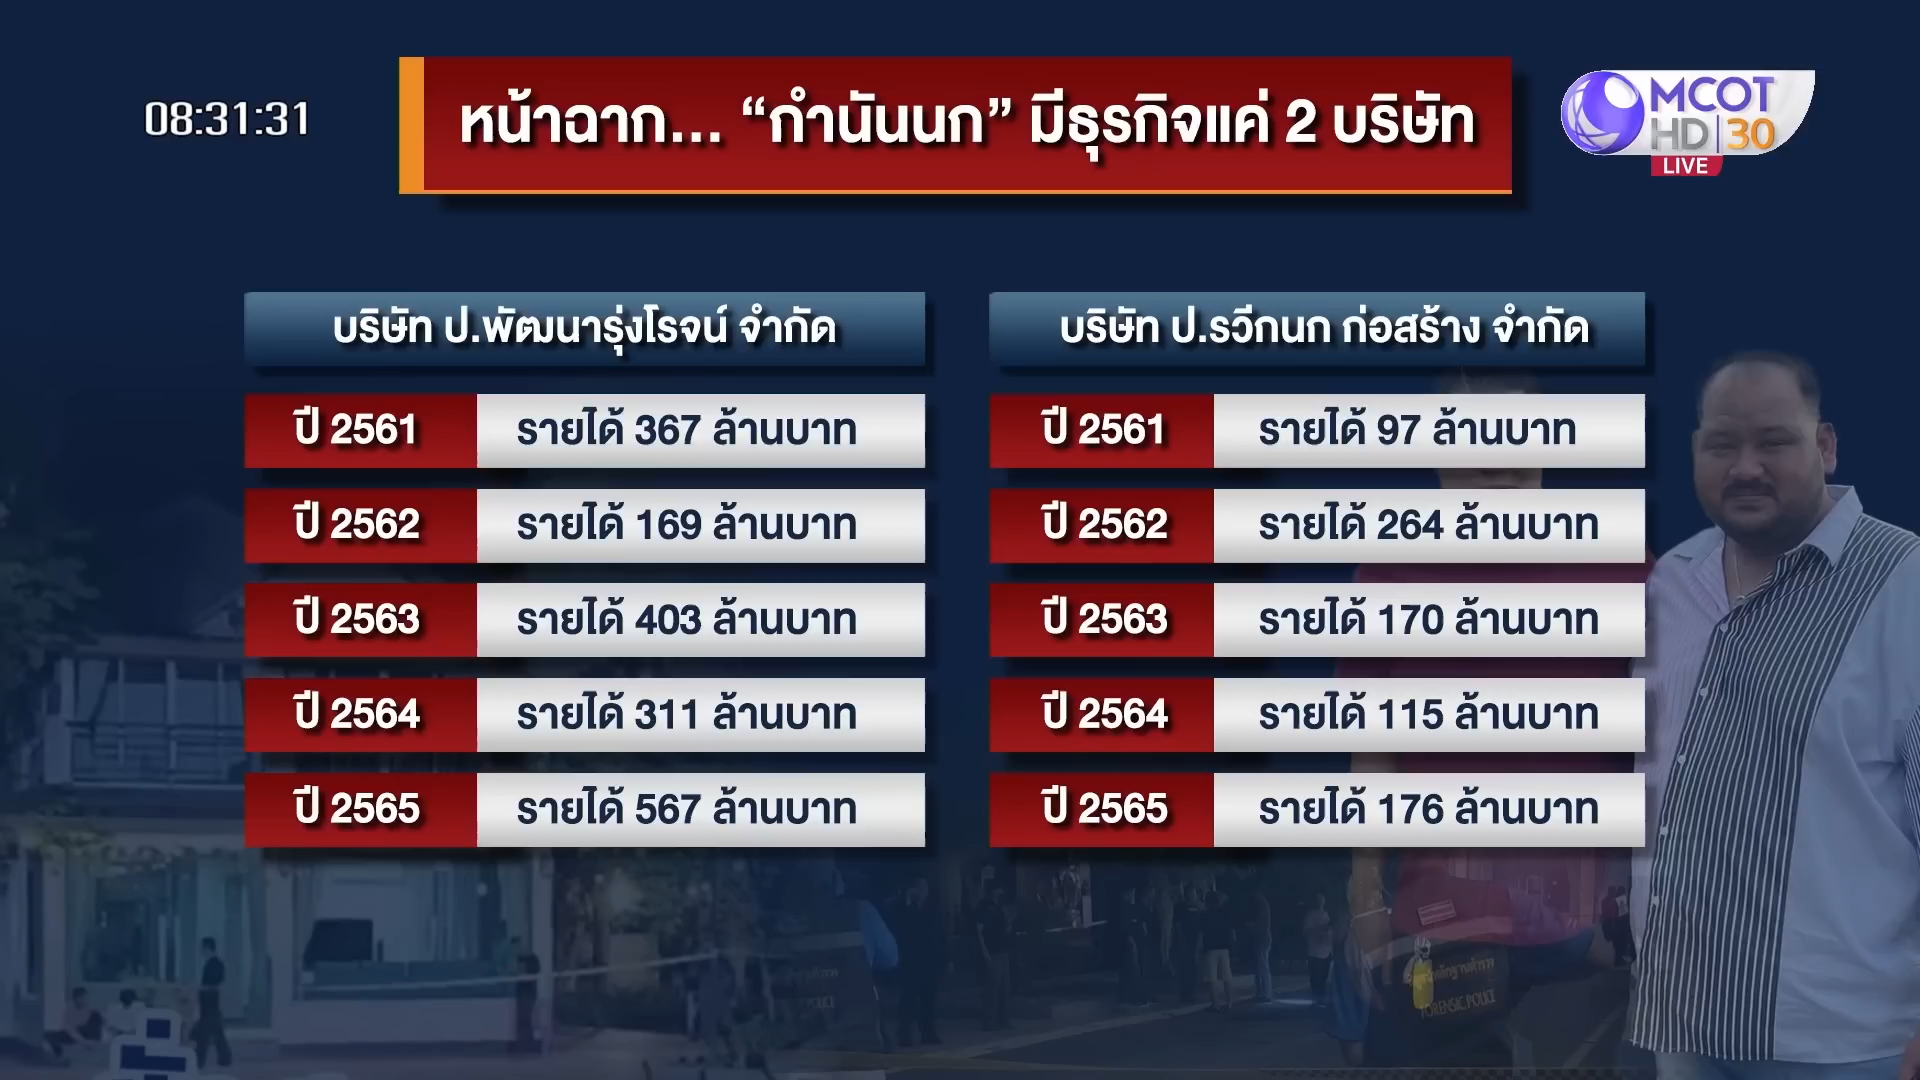 08:31:31
หน้าฉาก... “กำนันนก” มีธุรกิจแค่ 2 บริษัท
MCOT
HD 30
LIVE
บริษัท ป.พัฒนารุ่งโรจน์ จำกัด
ปี 2561 รายได้ 367 ล้านบาท
ปี 2562 รายได้ 169 ล้านบาท
ปี 2563 รายได้ 403 ล้านบาท
ปี 2564 รายได้ 311 ล้านบาท
ปี 2565 รายได้ 567 ล้านบาท
บริษัท ป.รวีกนก ก่อสร้าง จำกัด
ปี 2561 รายได้ 97 ล้านบาท
ปี 2562 รายได้ 264 ล้านบาท
ปี 2563 รายได้ 170 ล้านบาท
ปี 2564 รายได้ 115 ล้านบาท
ปี 2565 รายได้ 176 ล้านบาท
FORENSIC POLICE